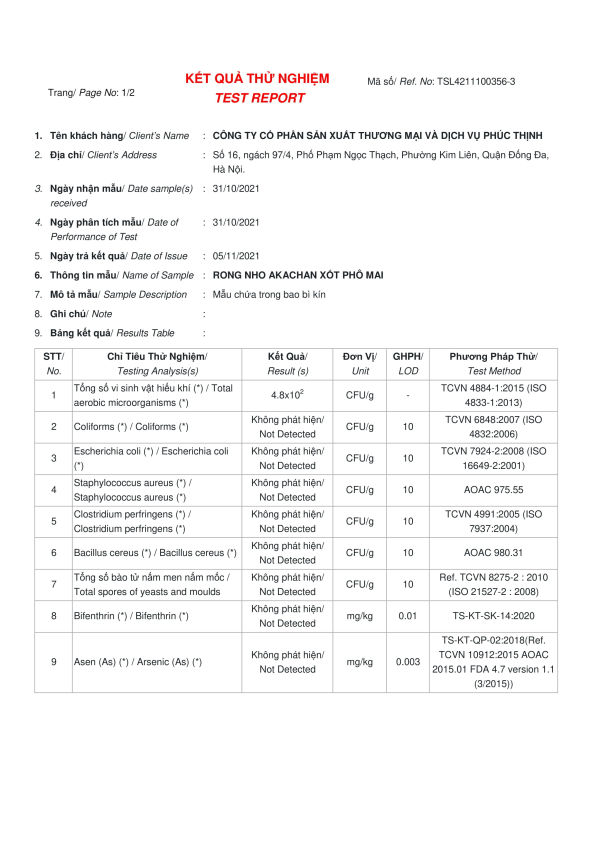 KẾT QUẢ THỬ NGHIỆM
Mã số/ Ref. No: TSL4211100356-3
Trang/ Page No: 1/2
TEST REPORT
1. Tên khách hàng/ Client’s Name : CÔNG TY CỔ PHẦN SẢN XUẤT THƯƠNG MẠI VÀ DỊCH VỤ PHÚC THỊNH
2. Địa chỉ/ Client’s Address : Số 16, ngách 97/4, Phố Phạm Ngọc Thạch, Phường Kim Liên, Quận Đống Đa,
Hà Nội.
3. Ngày nhận mẫu/ Date sample(s) : 31/10/2021
received
4. Ngày phân tích mẫu/ Date of : 31/10/2021
Performance of Test
5. Ngày trả kết quả/ Date of Issue : 05/11/2021
6. Thông tin mẫu/ Name of Sample : RONG NHO AKACHAN XỐT PHÔ MAI
7. Mô tả mẫu/ Sample Description : Mẫu chứa trong bao bì kín
8. Ghi chú/ Note :
9. Bảng kết quả/ Results Table :
STT/ Chỉ Tiêu Thử Nghiệm/ Kết Quả/ Đơn Vị/ GHPH/ Phương Pháp Thử/
No. Testing Analysis(s) Result (s) Unit LOD Test Method
1 Tổng số vi sinh vật hiếu khí (*) / Total aerobic microorganisms (*) 4.8x10² CFU/g - TCVN 4884-1:2015 (ISO 4833-1:2013)
2 Coliforms (*) / Coliforms (*) Không phát hiện/ Not Detected CFU/g 10 TCVN 6848:2007 (ISO 4832:2006)
3 Escherichia coli (*) / Escherichia coli (*) Không phát hiện/ Not Detected CFU/g 10 TCVN 7924-2:2008 (ISO 16649-2:2001)
4 Staphylococcus aureus (*) / Staphylococcus aureus (*) Không phát hiện/ Not Detected CFU/g 10 AOAC 975.55
5 Clostridium perfringens (*) / Clostridium perfringens (*) Không phát hiện/ Not Detected CFU/g 10 TCVN 4991:2005 (ISO 7937:2004)
6 Bacillus cereus (*) / Bacillus cereus (*) Không phát hiện/ Not Detected CFU/g 10 AOAC 980.31
7 Tổng số bào tử nấm men nấm mốc / Total spores of yeasts and moulds Không phát hiện/ Not Detected CFU/g 10 Ref. TCVN 8275-2 : 2010 (ISO 21527-2 : 2008)
8 Bifenthrin (*) / Bifenthrin (*) Không phát hiện/ Not Detected mg/kg 0.01 TS-KT-SK-14:2020
9 Asen (As) (*) / Arsenic (As) (*) Không phát hiện/ Not Detected mg/kg 0.003 TS-KT-QP-02:2018(Ref. TCVN 10912:2015 AOAC 2015.01 FDA 4.7 version 1.1 (3/2015))